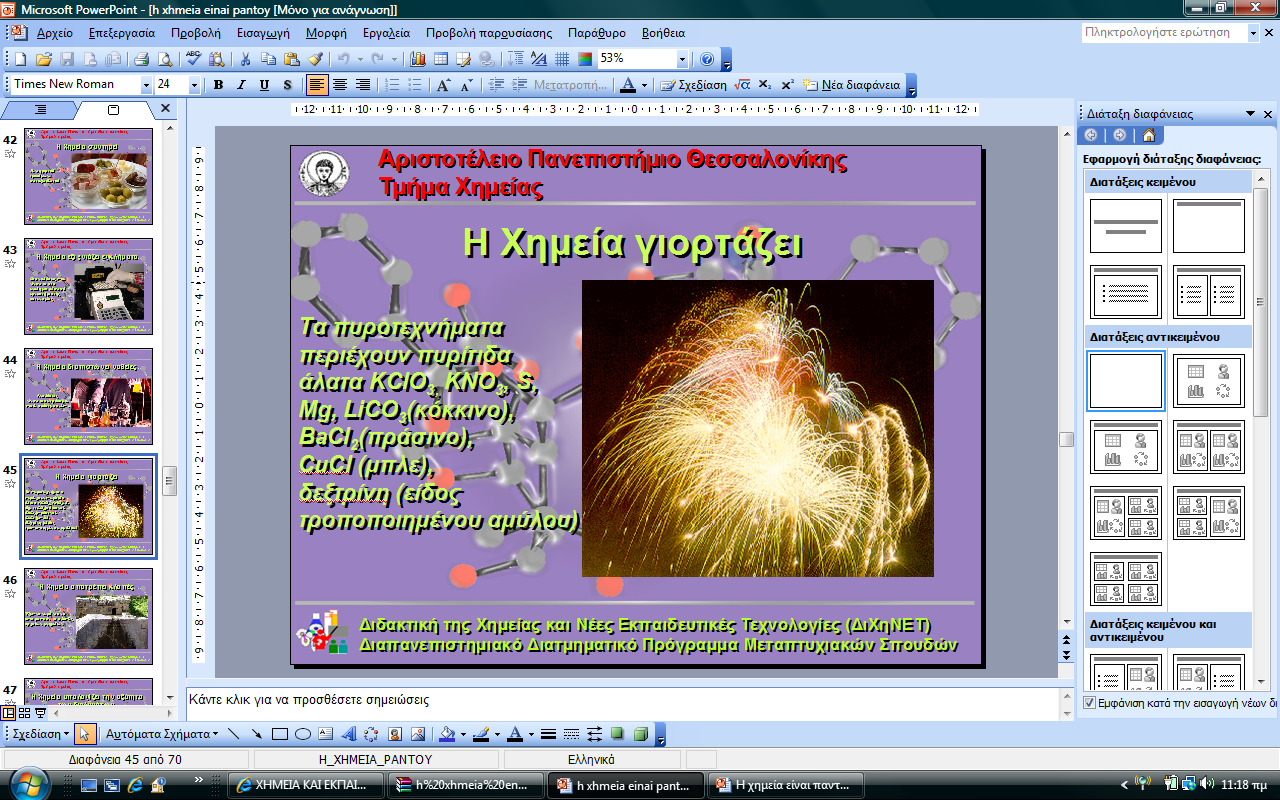 Microsoft PowerPoint - [h xhmeia einai pantoy [Μόνο για ανάγνωση]]
Αρχείο Επεξεργασία Προβολή Εισαγωγή Μορφή Εργαλεία Προβολή παρουσίασης Παράθυρο Βοήθεια
Πληκτρολογήστε ερώτηση
53%
Times New Roman 24 B I U S Μετατροπή... A Σχεδίαση Νέα διαφάνεια
Διάταξη διαφάνειας
Εφαρμογή διάταξης διαφάνειας:
Διατάξεις κειμένου
Διατάξεις αντικειμένου
Διατάξεις κειμένου και
αντικειμένου
Εμφάνιση κατά την εισαγωγή νέων δι
42
Η Χημεία συντηρεί
43
44
45
Η Χημεία γιορτάζει
46
47
Αριστοτέλειο Πανεπιστήμιο Θεσσαλονίκης
Τμήμα Χημείας
Η Χημεία γιορτάζει
Τα πυροτεχνήματα
περιέχουν πυρίτιδα
άλατα KClO3, KNO3, S,
Mg, LiCO3(κόκκινο),
BaCl2(πράσινο),
CuCl (μπλε),
δεξτρίνη (είδος
τροποποιημένου αμύλου)
Διδακτική της Χημείας και Νέες Εκπαιδευτικές Τεχνολογίες (ΔιΧηΝΕΤ)
Διαπανεπιστημιακό Διατμηματικό Πρόγραμμα Μεταπτυχιακών Σπουδών
Κάντε κλικ για να προσθέσετε σημειώσεις
Σχεδίαση Αυτόματα Σχήματα
Διαφάνεια 45 από 70 H_XHMEIA_PANTOY Ελληνικά
ΧΗΜΕΙΑ ΚΑΙ ΕΚΠΑΙ... h%20xhmeia%20en... h xhmeia einai pant... Η χημεία είναι παντ... 11:18 πμ